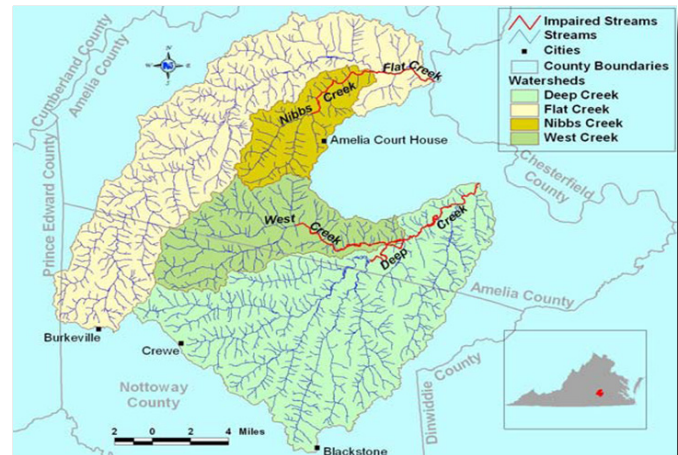 Impaired Streams
Streams
Cities
County Boundaries
Watersheds
Deep Creek
Flat Creek
Nibbs Creek
West Creek
Cumberland County
Amelia County
N
W
E
S
Flat Creek
Nibbs
Creek
Amelia Court House
Chesterfield
County
Prince Edward County
West
Creek
Deep
Creek
Amelia County
Burkeville
Crewe
Nottoway
County
Dinwiddie
County
2 0 2 4 Miles
Blackstone